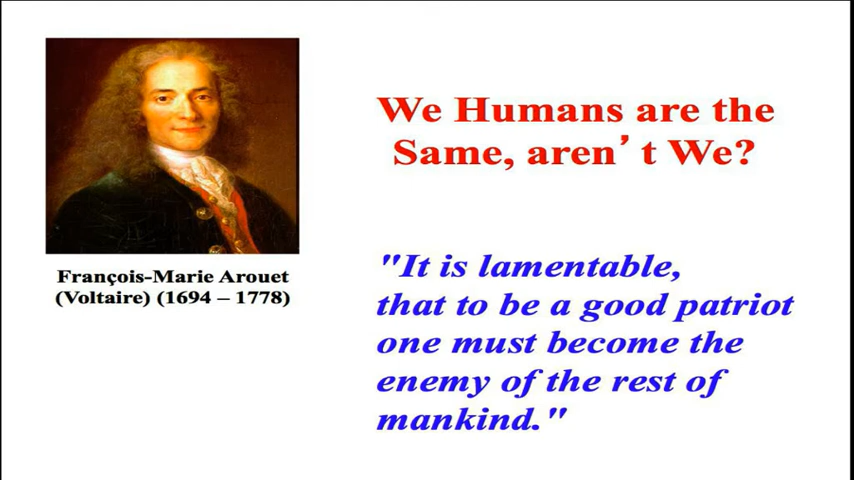 We Humans are the
Same, aren’t We?
François-Marie Arouet
(Voltaire) (1694 – 1778)
"It is lamentable,
that to be a good patriot
one must become the
enemy of the rest of
mankind."